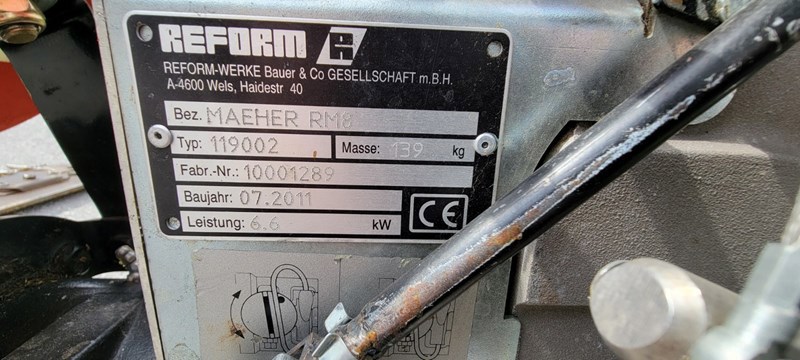 REFORM
REFORM-WERKE Bauer & Co GESELLSCHAFT m.B.H.
A-4600 Wels, Haidestr 40
Bez. MAEHER RM8
Typ: 119002 Masse: 139 kg
Fabr.-Nr.: 10001289
Baujahr: 07.2011
Leistung: 6.6 kW CE